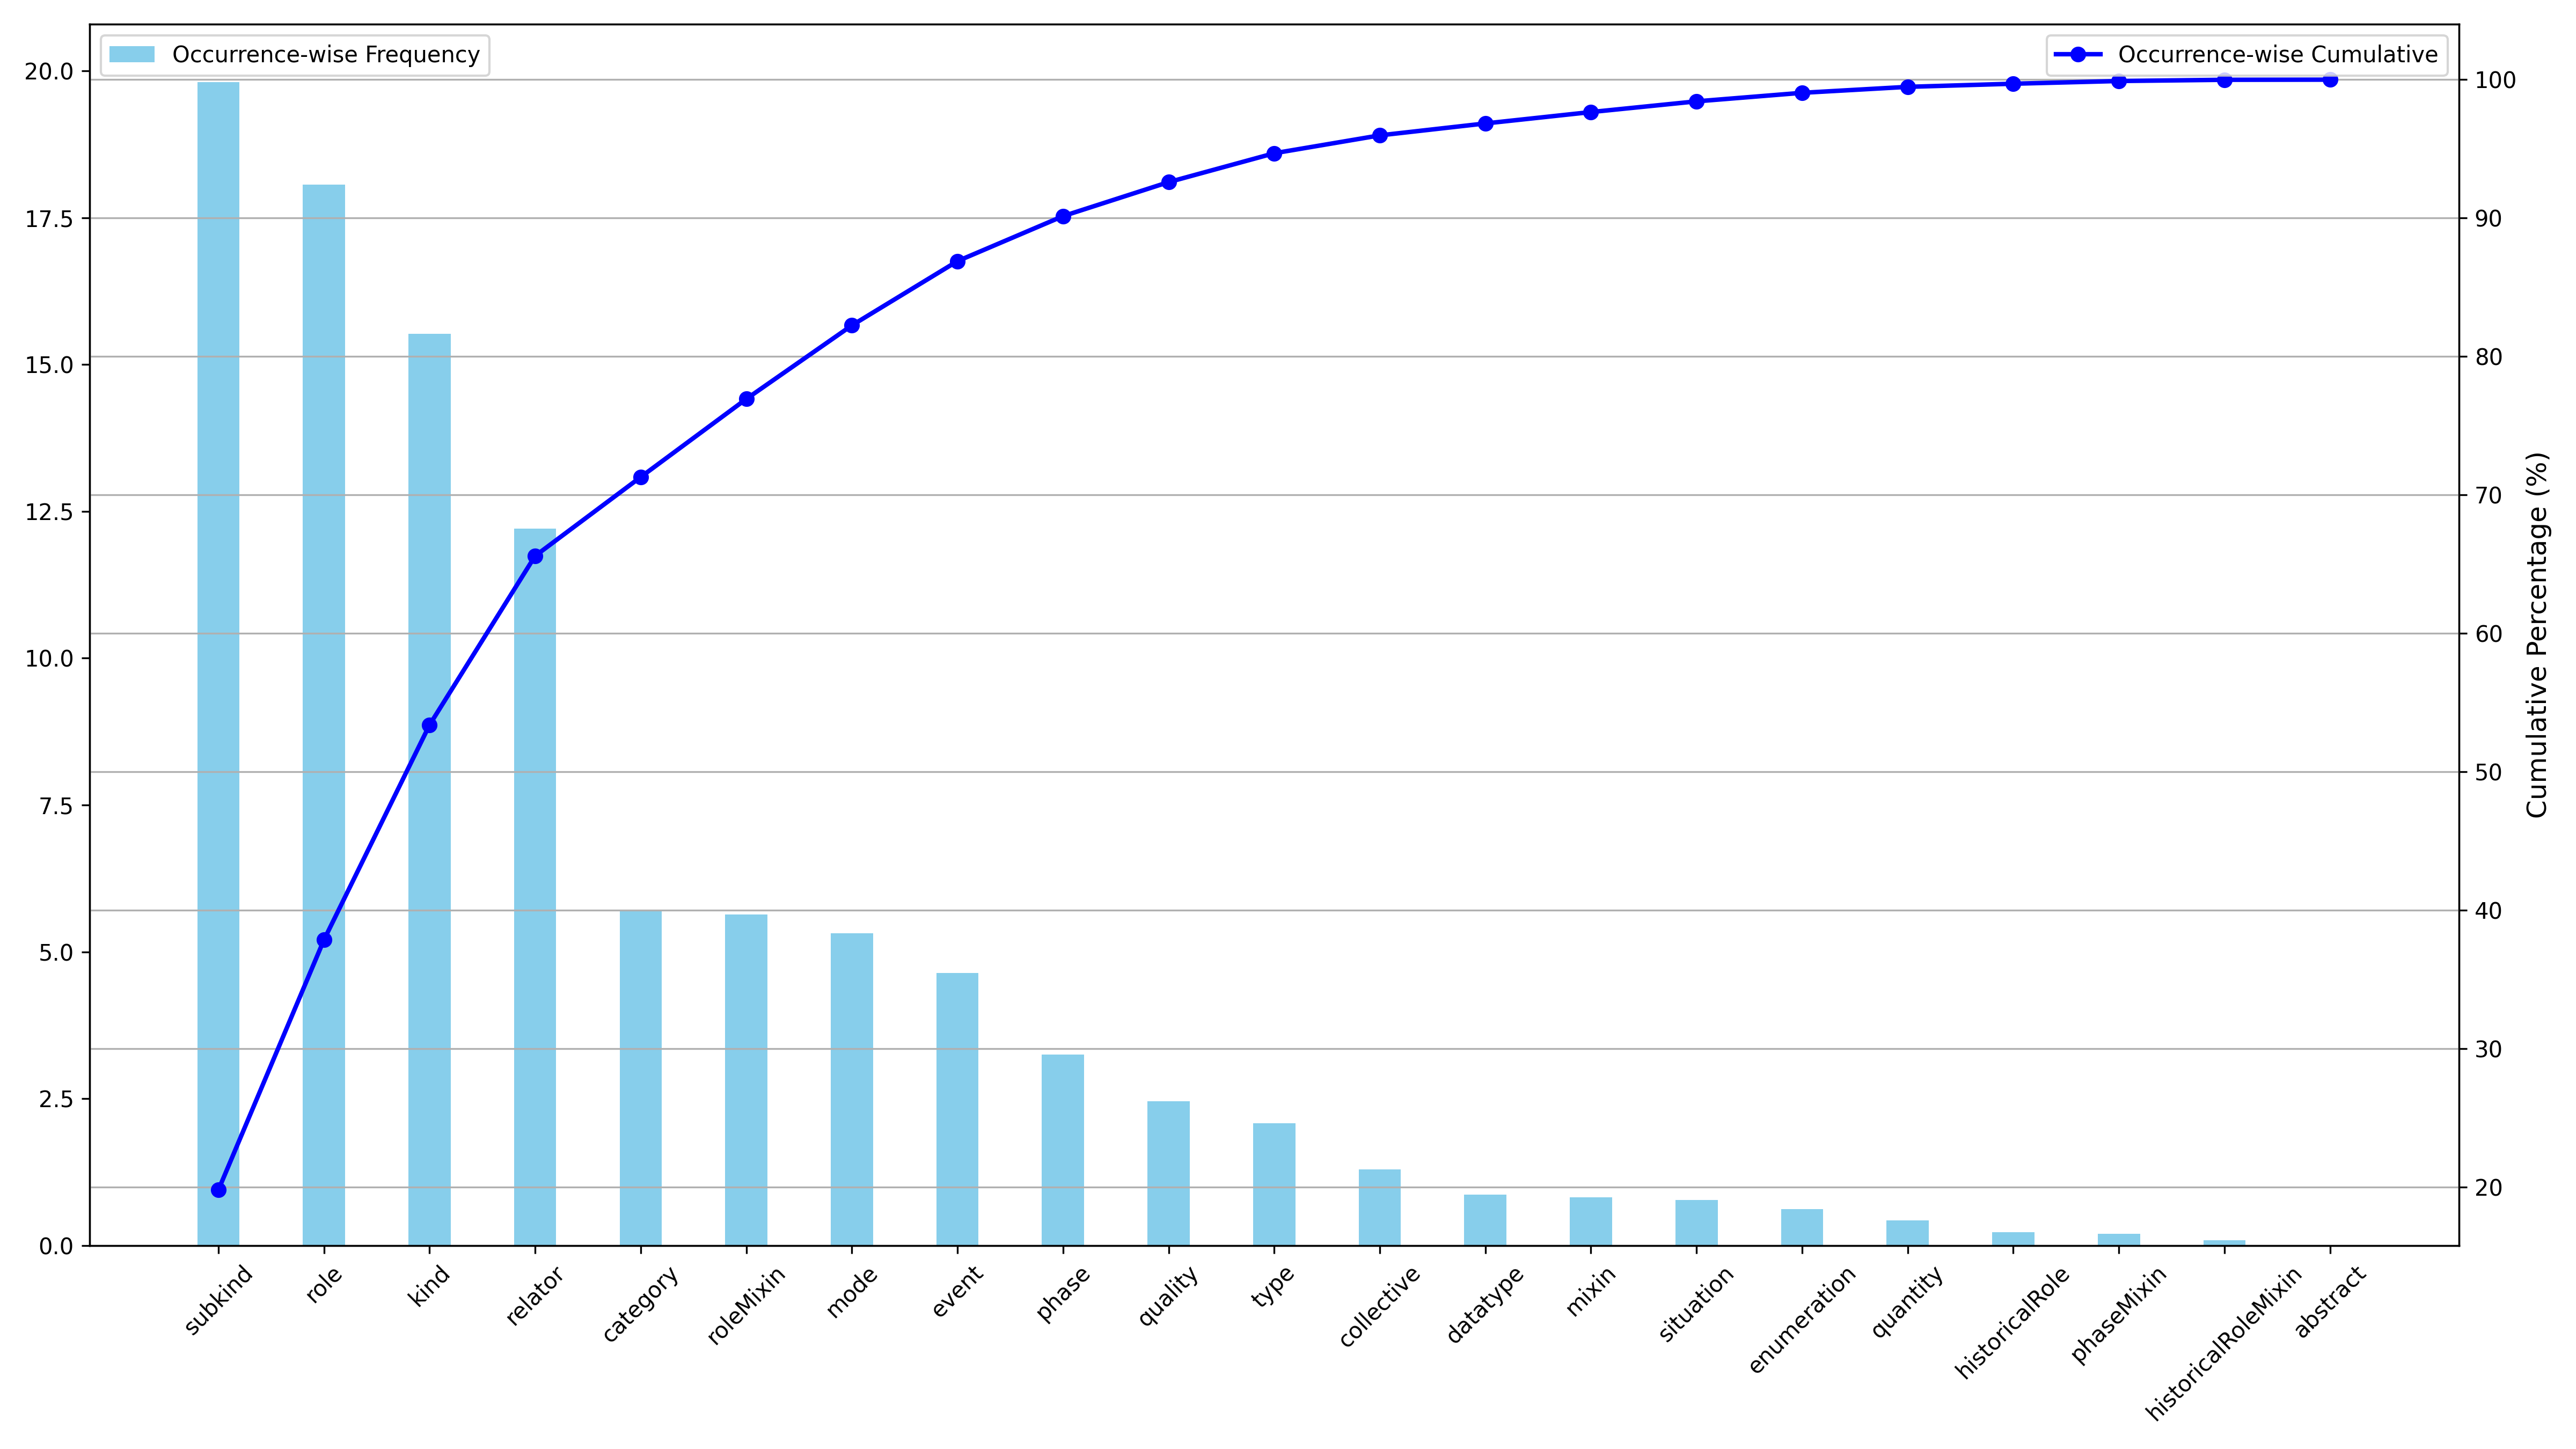 Occurrence-wise Frequency
Occurrence-wise Cumulative
20.0
17.5
15.0
12.5
10.0
7.5
5.0
2.5
0.0
100
90
80
70
60
50
40
30
20
Cumulative Percentage (%)
subkind
role
kind
relator
category
roleMixin
mode
event
phase
quality
type
collective
datatype
mixin
situation
enumeration
quantity
historicalRole
phaseMixin
historicalRoleMixin
abstract